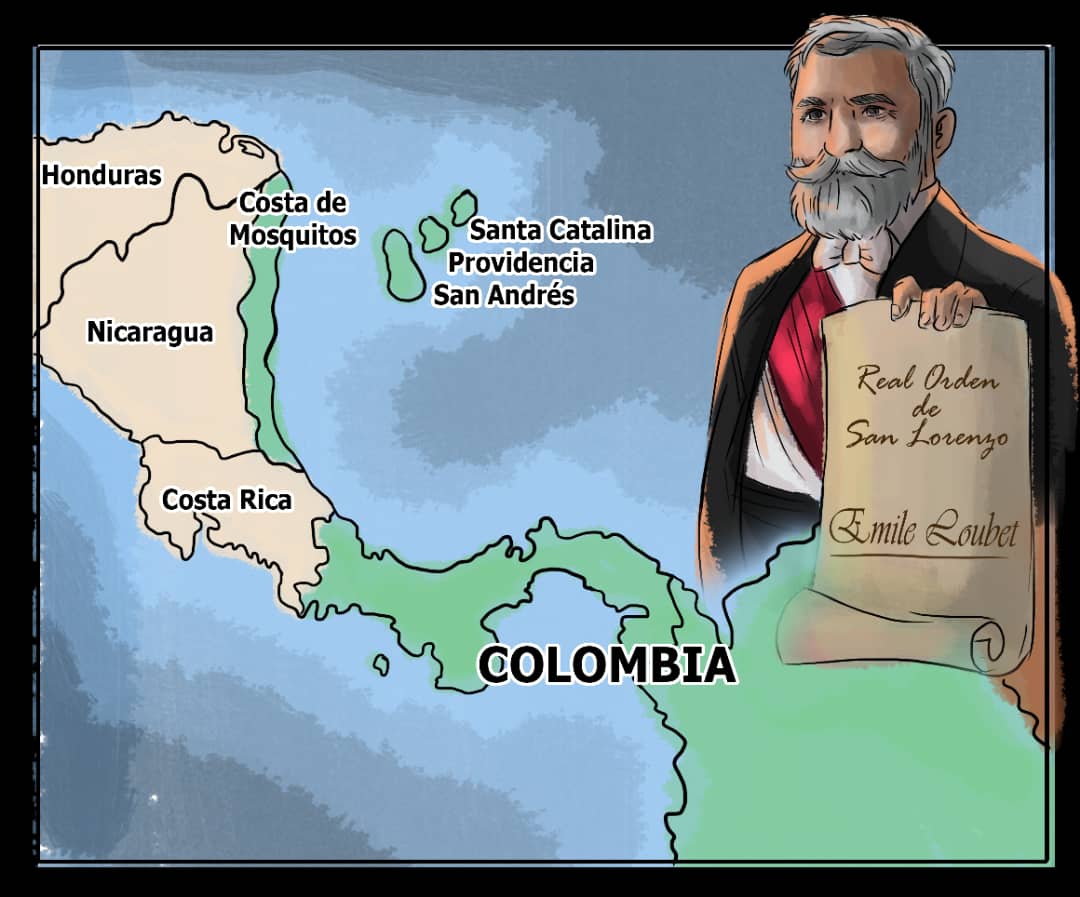 Honduras
Costa de
Mosquitos
Santa Catalina
Providencia
San Andrés
Nicaragua
Costa Rica
COLOMBIA
Real Orden
de
San Lorenzo
Emile Loubet